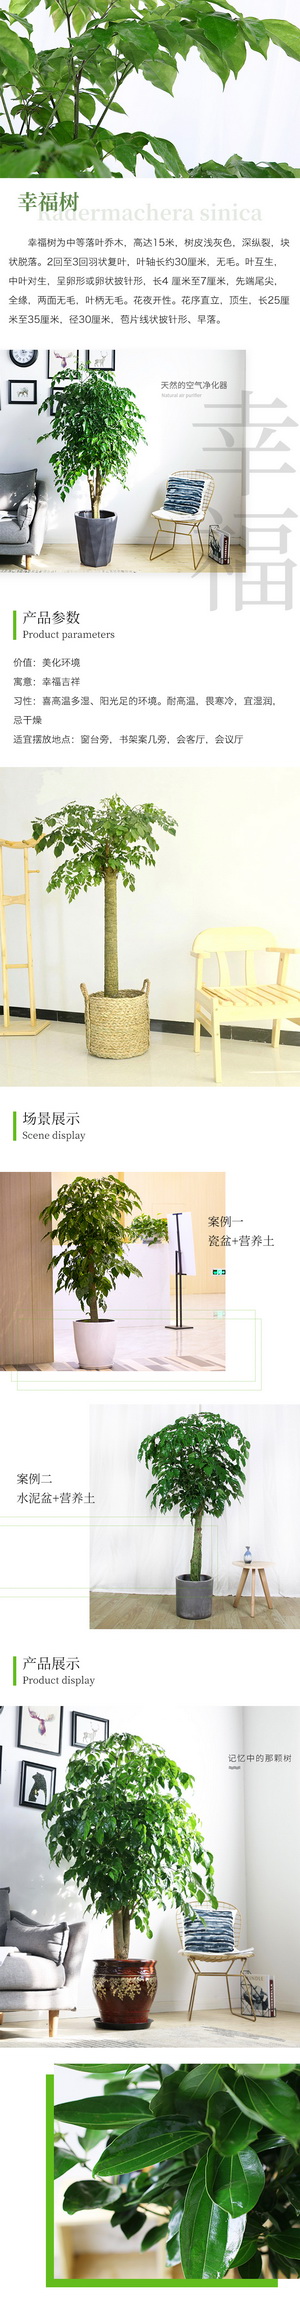 幸福树
Radermachera sinica
幸福树为中等落叶乔木，高达15米，树皮浅灰色，深纵裂，块
状脱落。2回至3回羽状复叶，叶轴长约30厘米，无毛。叶互生，
中叶对生，呈卵形或卵状披针形，长4 厘米至7厘米，先端尾尖，
全缘，两面无毛，叶柄无毛。花夜开性。花序直立，顶生，长25厘
米至35厘米，径30厘米，苞片线状披针形、早落。
天然的空气净化器
Natural air purifier
幸福
产品参数
Product parameters
价值：美化环境
寓意：幸福吉祥
习性：喜高温多湿、阳光足的环境。耐高温，畏寒冷，宜湿润，
忌干燥
适宜摆放地点：窗台旁，书架案几旁，会客厅，会议厅
场景展示
Scene display
案例一
瓷盆+营养土
案例二
水泥盆+营养土
产品展示
Product display
记忆中的那颗树